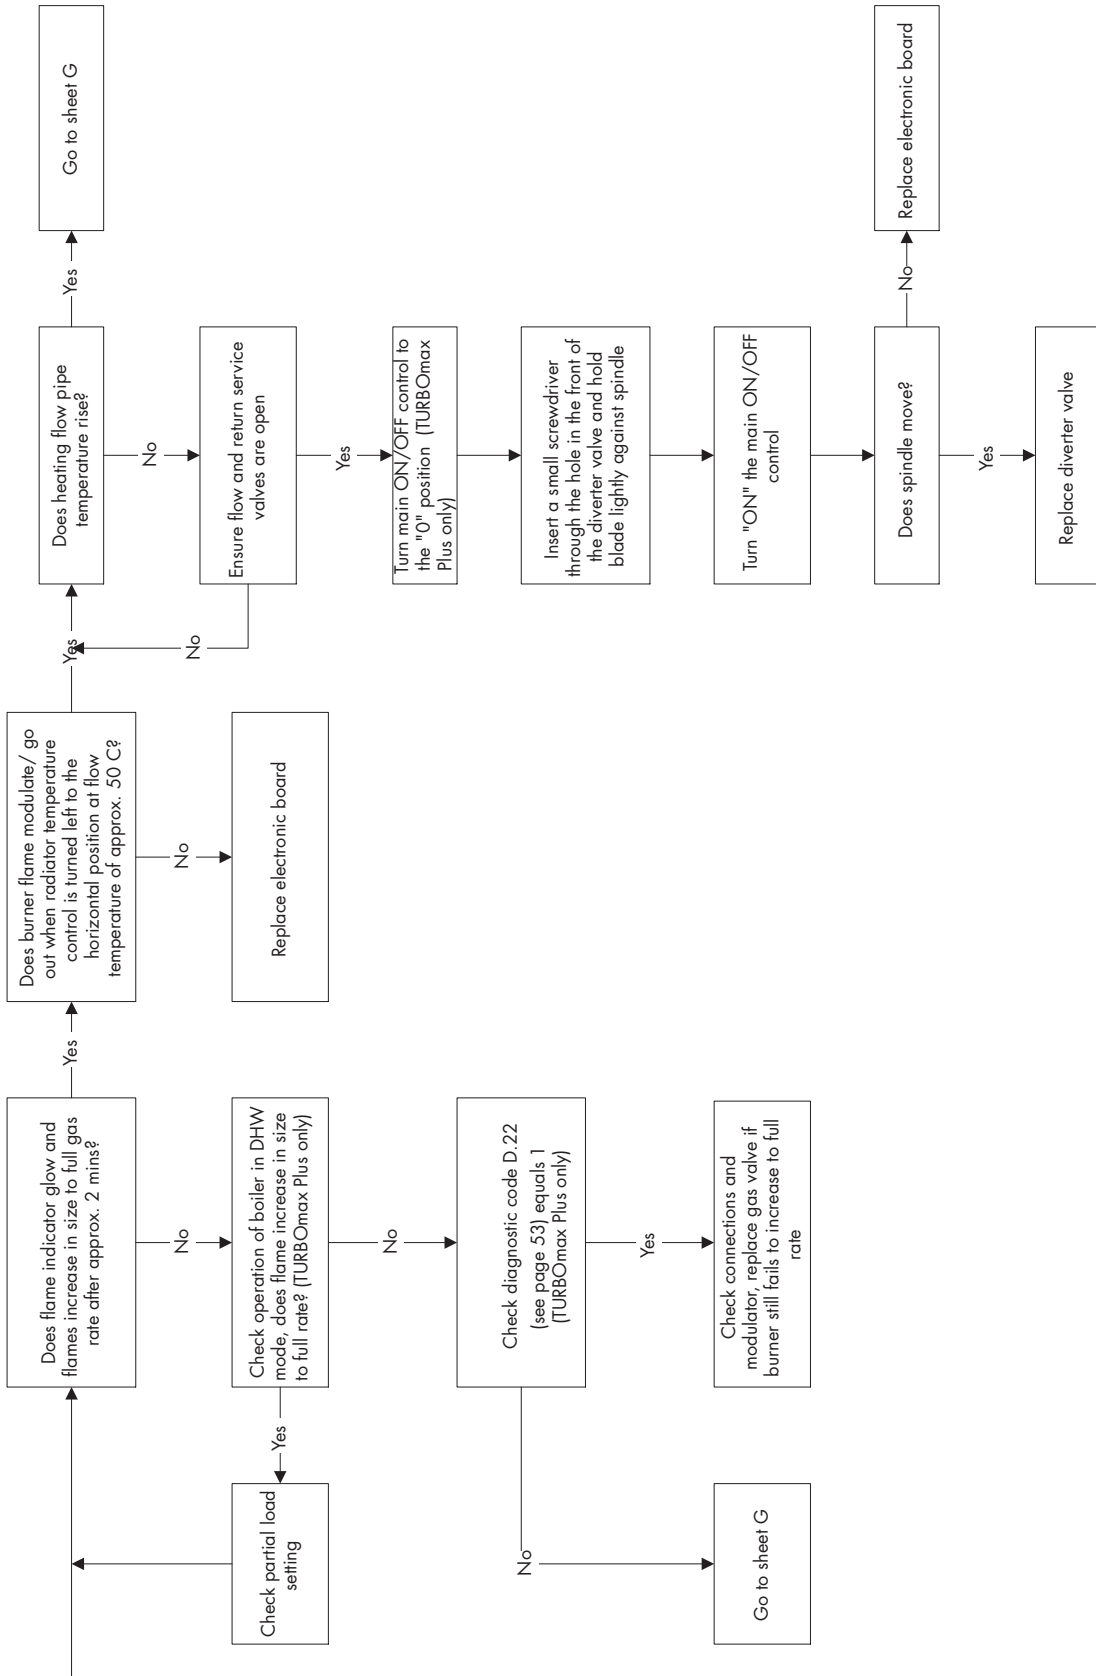 Does flame indicator glow and
flames increase in size to full gas
rate after approx. 2 mins?
Yes
Does burner flame modulate/ go
out when radiator temperature
control is turned left to the
horizontal position at flow
temperature of approx. 50 C?
Yes
Does heating flow pipe
temperature rise?
Yes
Go to sheet G
No
No
No
Check partial load
setting
Yes
Check operation of boiler in DHW
mode, does flame increase in size
to full rate? (TURBOmax Plus only)
Replace electronic board
No
Ensure flow and return service
valves are open
No
Yes
Check diagnostic code D.22
(see page 53) equals 1
(TURBOmax Plus only)
Turn main ON/OFF control to
the "0" position (TURBOmax
Plus only)
No
Yes
Insert a small screwdriver
through the hole in the front of
the diverter valve and hold
blade lightly against spindle
Go to sheet G
Check connections and
modulator, replace gas valve if
burner still fails to increase to full
rate
Turn "ON" the main ON/OFF
control
Does spindle move?
No
Replace electronic board
Yes
Replace diverter valve